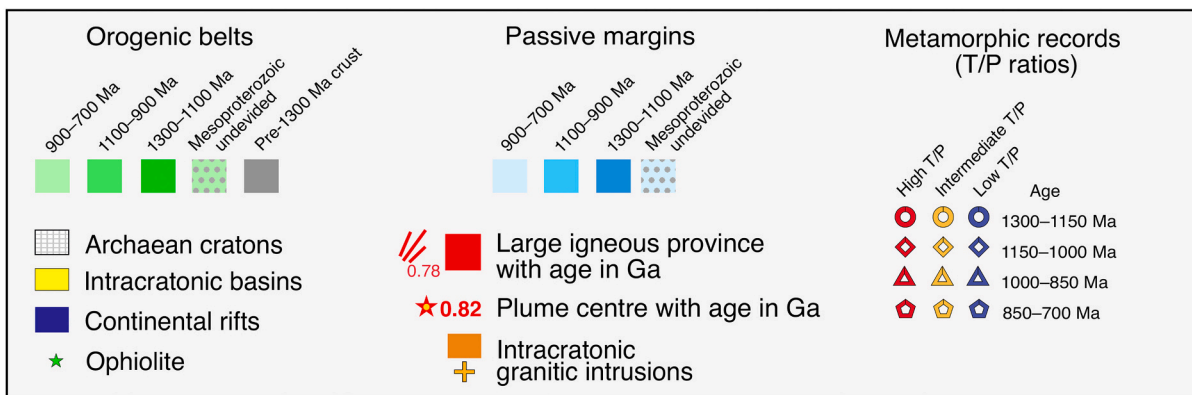 Orogenic belts
900–700 Ma
1100–900 Ma
1300–1100 Ma
Mesoproterozoic
undevided
Pre-1300 Ma crust
Archaean cratons
Intracratonic basins
Continental rifts
Ophiolite
Passive margins
900–700 Ma
1100–900 Ma
1300–1100 Ma
Mesoproterozoic
undevided
0.78
Large igneous province
with age in Ga
0.82 Plume centre with age in Ga
Intracratonic
granitic intrusions
Metamorphic records
(T/P ratios)
High T/P
Intermediate T/P
Low T/P
Age
1300–1150 Ma
1150–1000 Ma
1000–850 Ma
850–700 Ma